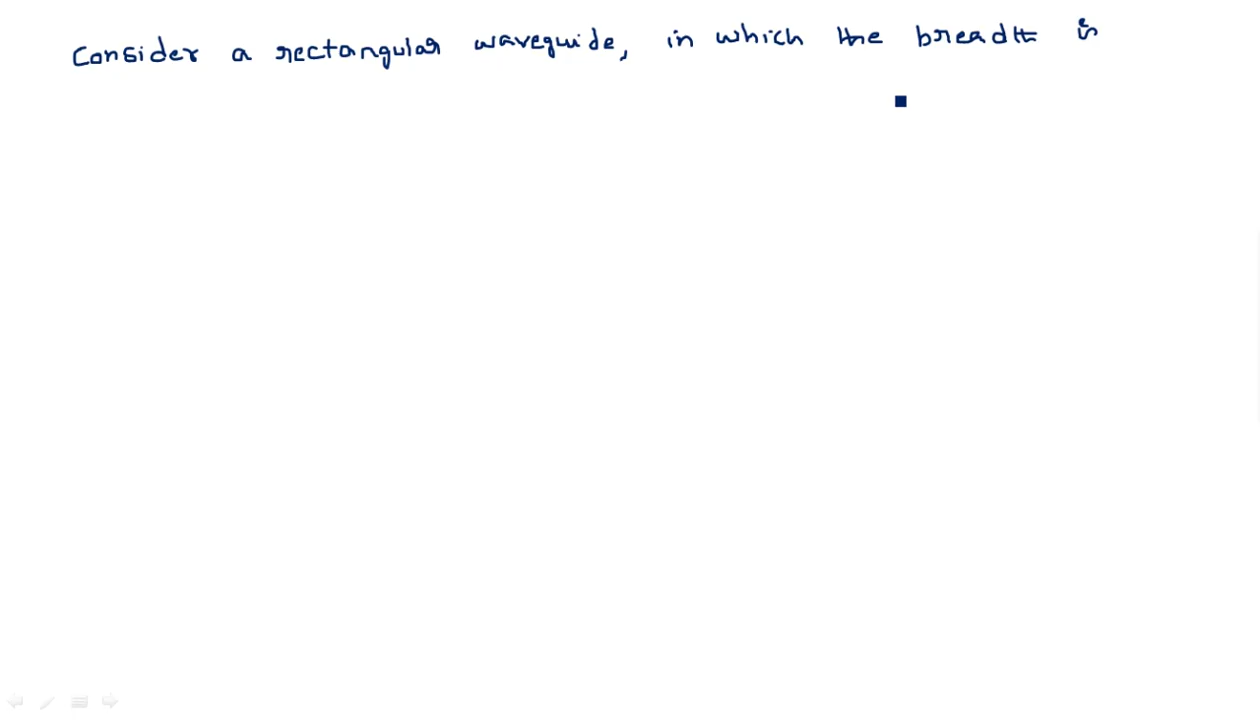 Consider a rectangular waveguide, in which the breadth is